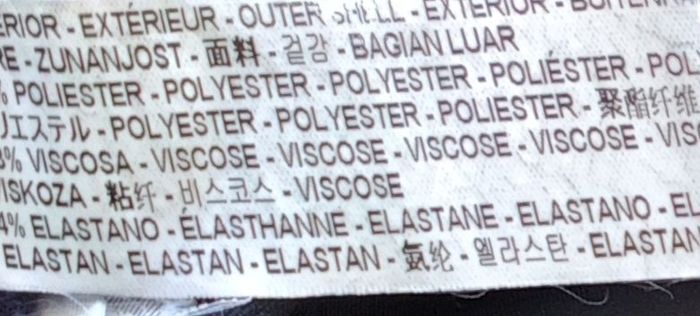 ERIOR - EXTÉRIEUR - OUTER SHELL - EXTERIOR -
RE - ZUNANJOST - 面料 - 겉감 - BAGIAN LUAR
% POLIESTER - POLYESTER - POLYESTER - POLIÉSTER - POL
リエステル - POLYESTER - POLYESTER - POLIESTER - 聚酯纤维
8% VISCOSA - VISCOSE - VISCOSE - VISCOSE - VISCOSE - VIS
VISKOZA - 粘纤 - 비스코스 - VISCOSE
4% ELASTANO - ÉLASTHANNE - ELASTANE - ELASTANO - EL
ELASTAN - ELASTAN - ELASTAN - 氨纶 - 엘라스탄 - ELASTAN